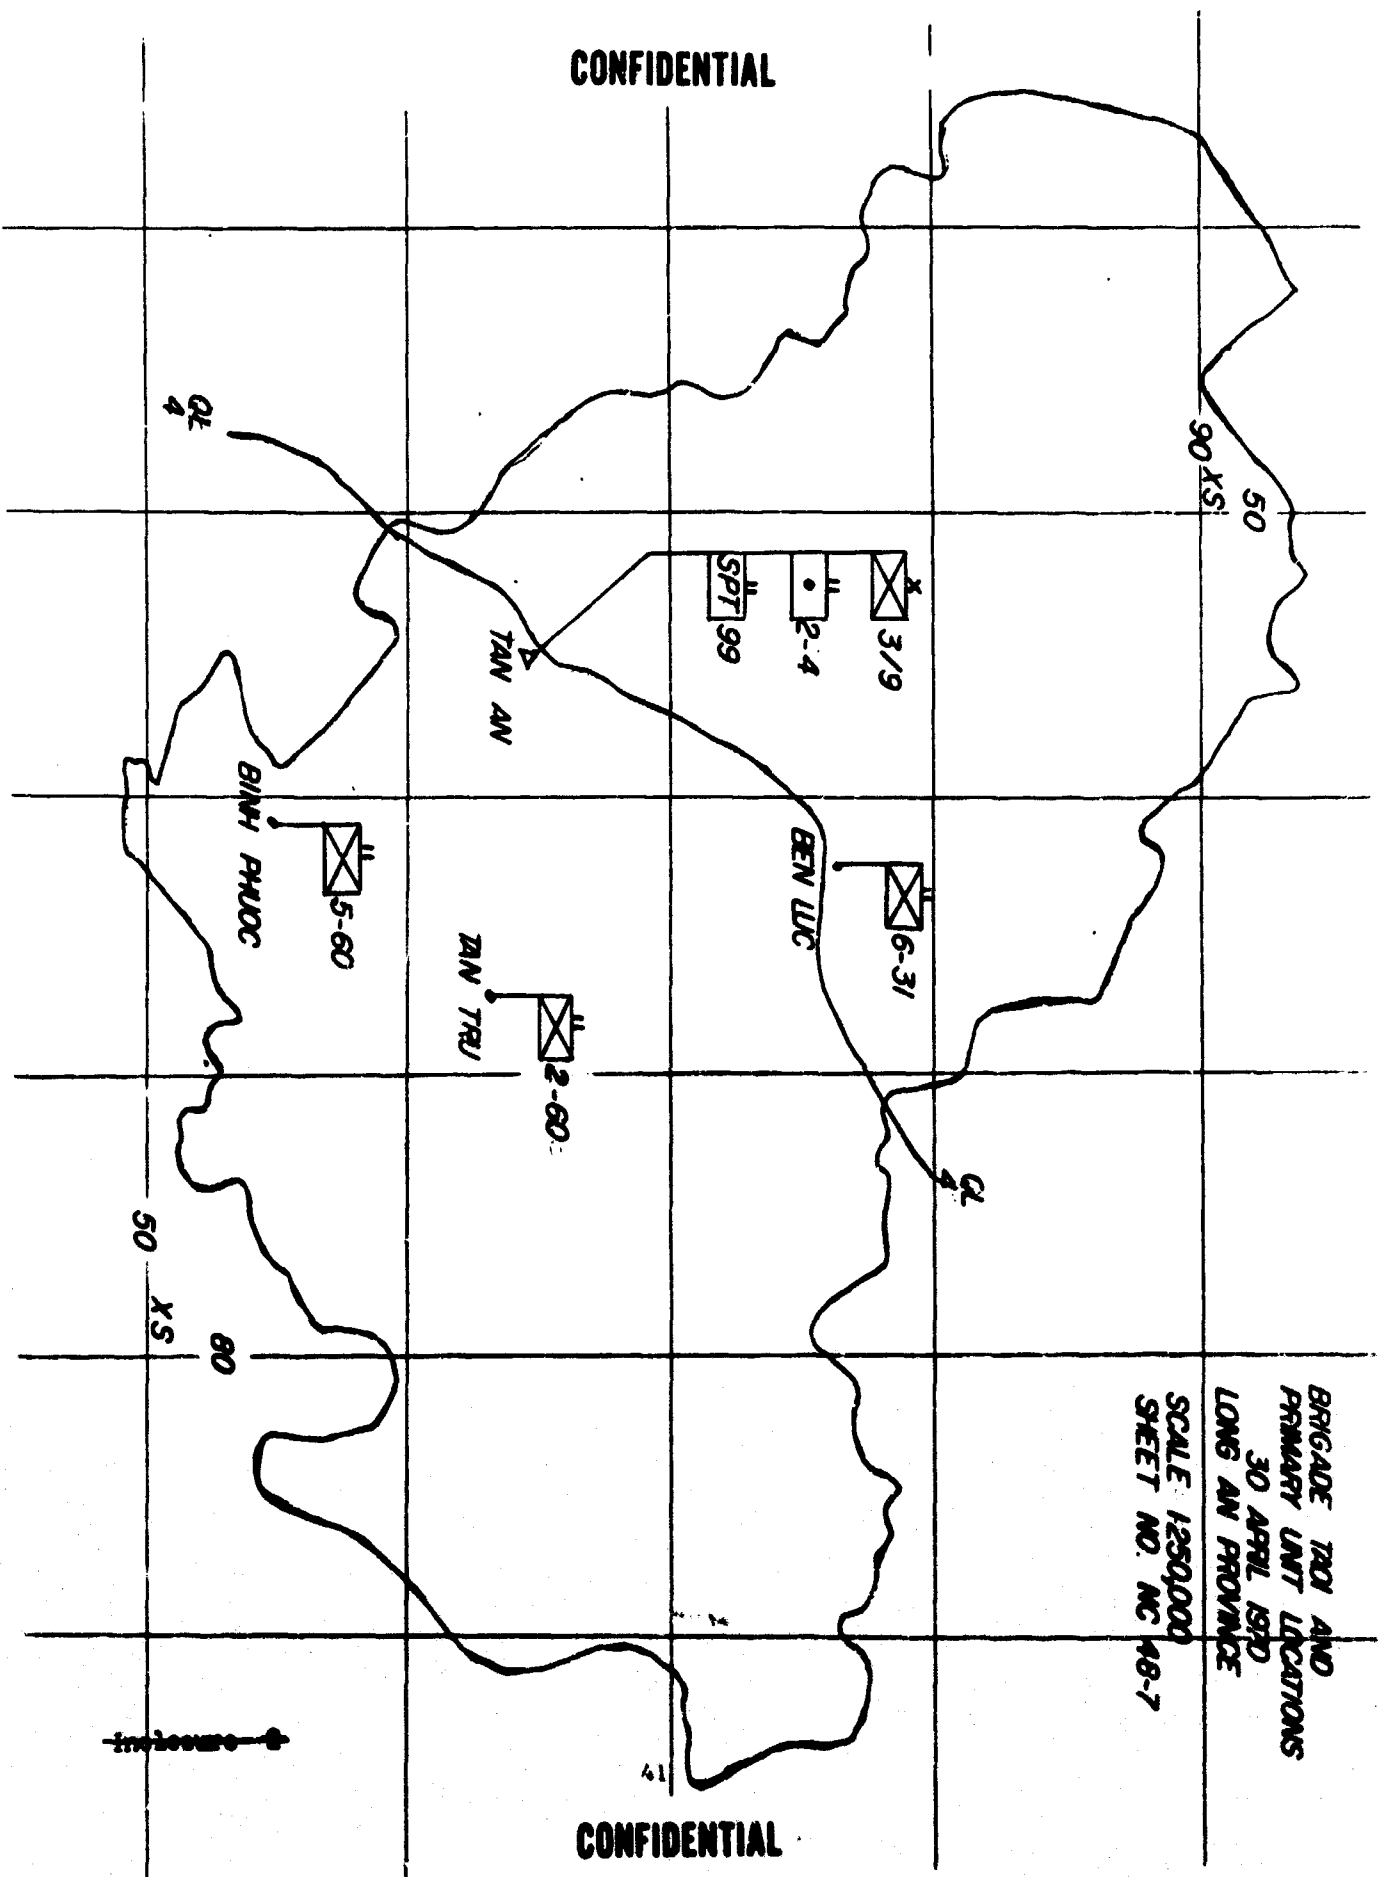 CONFIDENTIAL
BRIGADE TAOI AND
PRIMARY UNIT LOCATIONS
30 APRIL 1970
LONG AN PROVINCE
SCALE 1:250,000
SHEET NO. NC 48-7
50
90 XS
QL
4
3/9
2-4
SPT 99
6-31
BEN LUC
TAN AN
2-60
TAN TRU
5-60
BINH PHUOC
QL
4
80
50 XS
Inclosure 2
41
CONFIDENTIAL